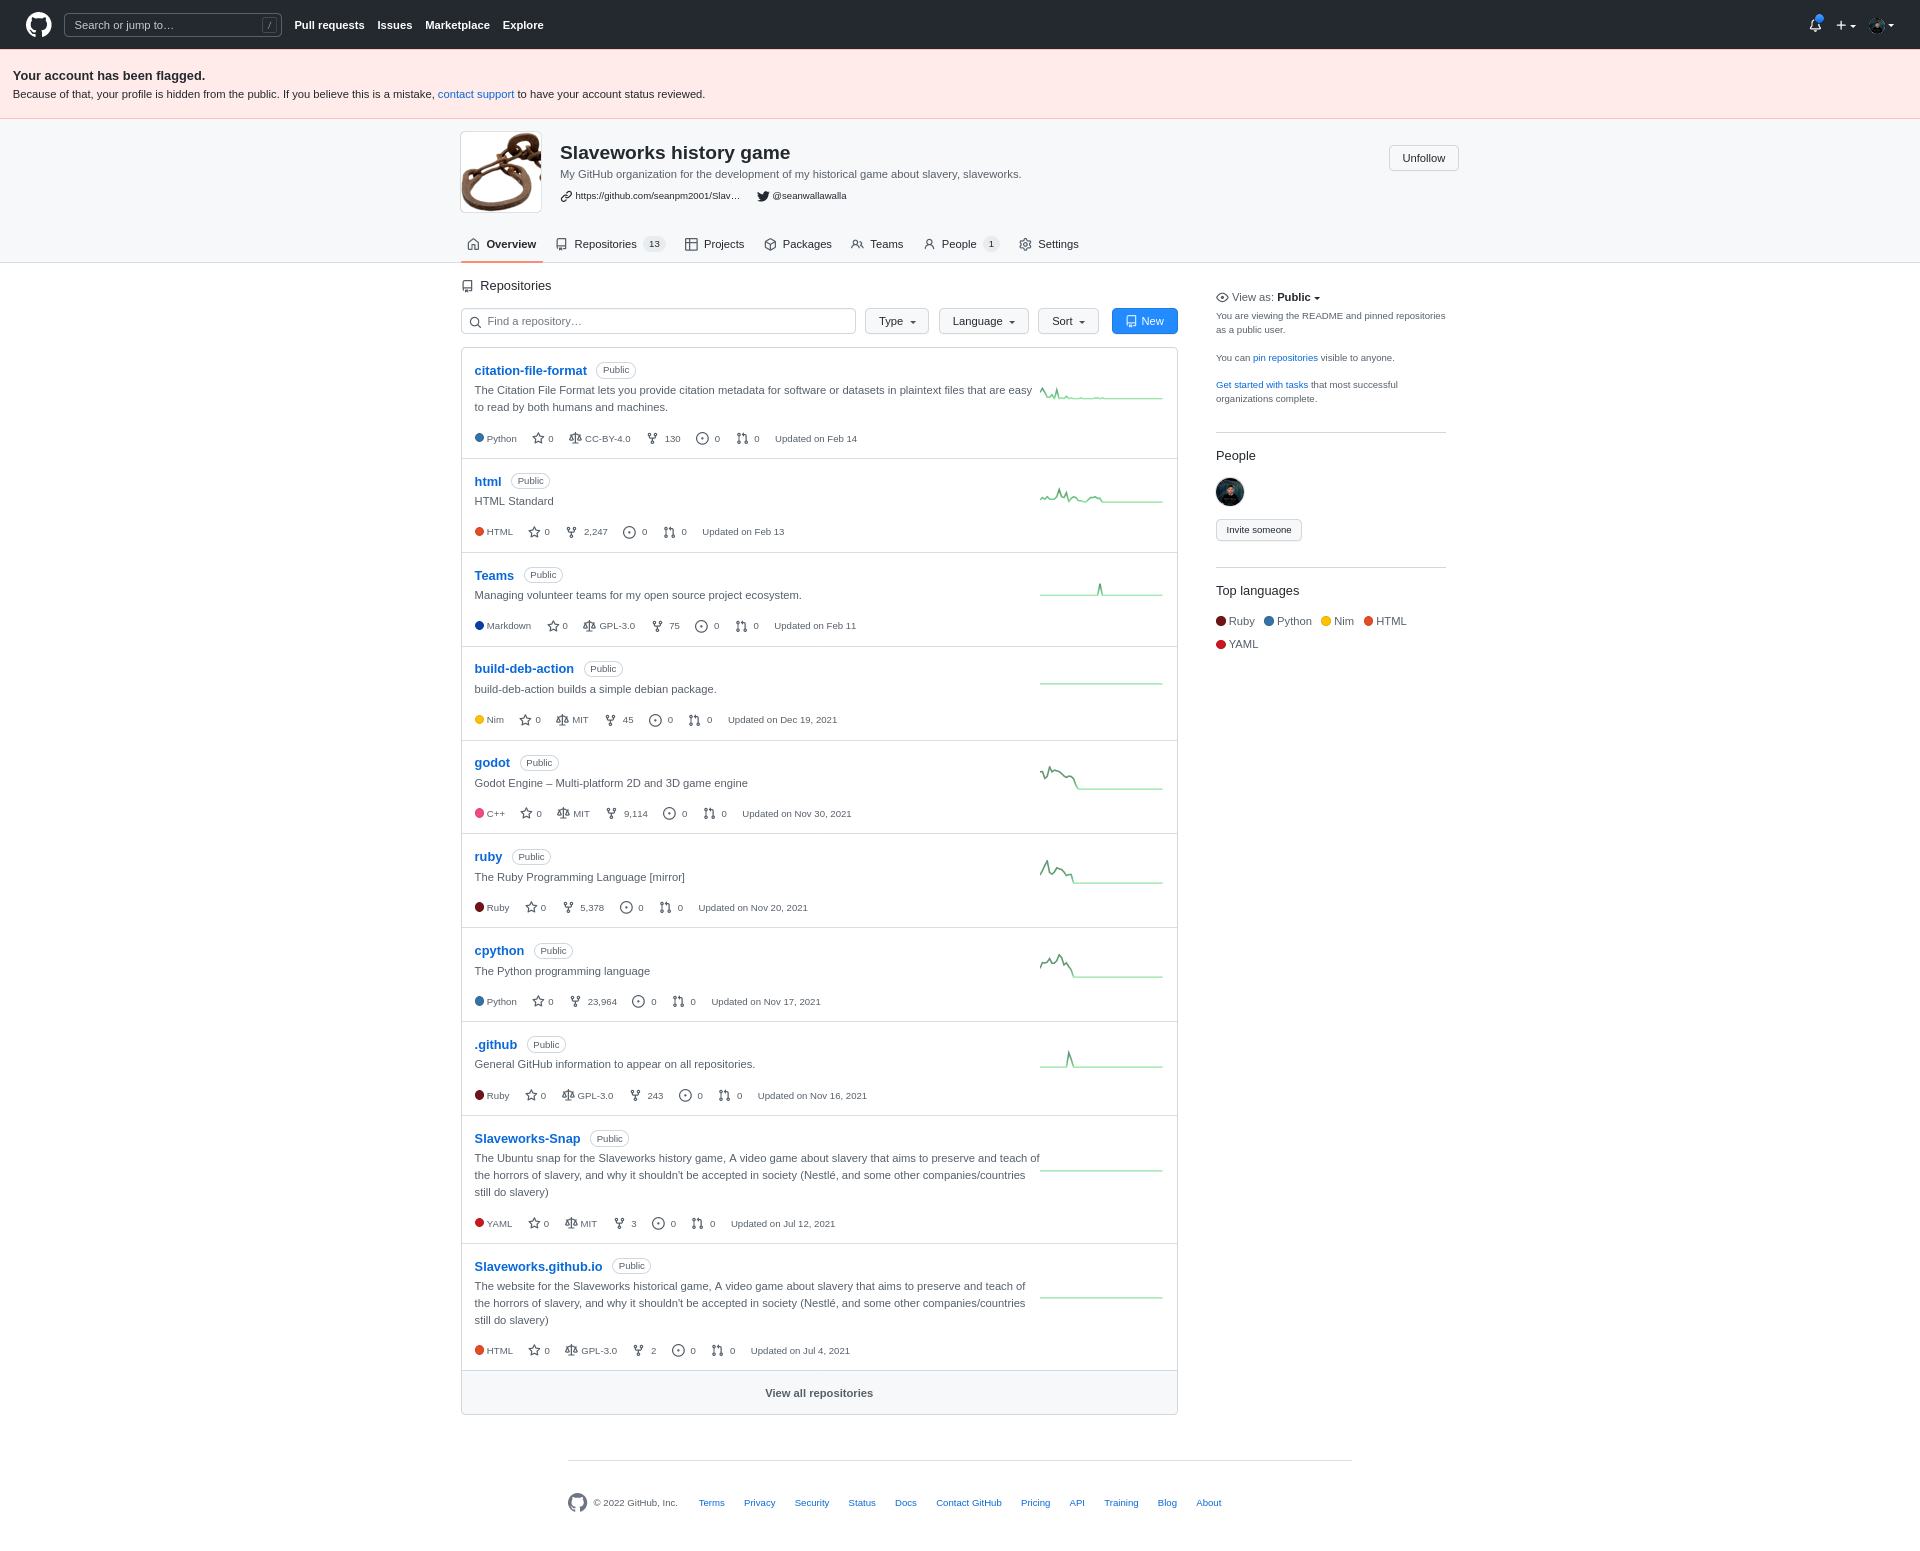 Search or jump to… /
Pull requests Issues Marketplace Explore
Your account has been flagged.
Because of that, your profile is hidden from the public. If you believe this is a mistake, contact support to have your account status reviewed.
Slaveworks history game
My GitHub organization for the development of my historical game about slavery, slaveworks.
https://github.com/seanpm2001/Slav… @seanwallawalla
Unfollow
Overview Repositories 13 Projects Packages Teams People 1 Settings
Repositories
Find a repository… Type Language Sort New
citation-file-format Public
The Citation File Format lets you provide citation metadata for software or datasets in plaintext files that are easy
to read by both humans and machines.
Python 0 CC-BY-4.0 130 0 0 Updated on Feb 14
html Public
HTML Standard
HTML 0 2,247 0 0 Updated on Feb 13
Teams Public
Managing volunteer teams for my open source project ecosystem.
Markdown 0 GPL-3.0 75 0 0 Updated on Feb 11
build-deb-action Public
build-deb-action builds a simple debian package.
Nim 0 MIT 45 0 0 Updated on Dec 19, 2021
godot Public
Godot Engine – Multi-platform 2D and 3D game engine
C++ 0 MIT 9,114 0 0 Updated on Nov 30, 2021
ruby Public
The Ruby Programming Language [mirror]
Ruby 0 5,378 0 0 Updated on Nov 20, 2021
cpython Public
The Python programming language
Python 0 23,964 0 0 Updated on Nov 17, 2021
.github Public
General GitHub information to appear on all repositories.
Ruby 0 GPL-3.0 243 0 0 Updated on Nov 16, 2021
Slaveworks-Snap Public
The Ubuntu snap for the Slaveworks history game, A video game about slavery that aims to preserve and teach of
the horrors of slavery, and why it shouldn't be accepted in society (Nestlé, and some other companies/countries
still do slavery)
YAML 0 MIT 3 0 0 Updated on Jul 12, 2021
Slaveworks.github.io Public
The website for the Slaveworks historical game, A video game about slavery that aims to preserve and teach of
the horrors of slavery, and why it shouldn't be accepted in society (Nestlé, and some other companies/countries
still do slavery)
HTML 0 GPL-3.0 2 0 0 Updated on Jul 4, 2021
View all repositories
View as: Public
You are viewing the README and pinned repositories
as a public user.
You can pin repositories visible to anyone.
Get started with tasks that most successful
organizations complete.
People
Invite someone
Top languages
Ruby Python Nim HTML
YAML
© 2022 GitHub, Inc. Terms Privacy Security Status Docs Contact GitHub Pricing API Training Blog About